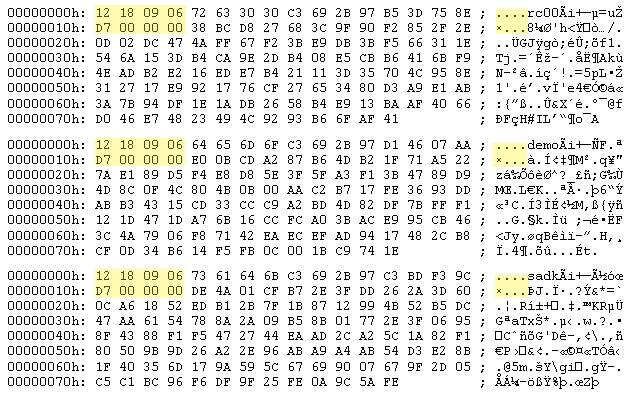 00000000h: 12 18 09 06 72 63 30 30 C3 69 2B 97 B5 3D 75 8E ; ....rc00Ãi+—µ=uŽ
00000010h: D7 00 00 00 38 BC D8 27 68 3C 9F 90 F2 85 2F 2E ; ×...8¼Ø'h<Ÿ□ò…/.
00000020h: 0D 02 DC 47 4A FF 67 F2 3E E9 DB 3B F5 66 31 2E ; ..ÜGJÿgò>éÛ;õf1.
00000030h: 54 6A 15 3D B4 CA 9E 2D B4 08 E5 CB B6 41 6B F9 ; Tj.=´Êž-´.åË¶Akù
00000040h: 4E AD B2 E2 16 ED E7 B4 21 11 3D 35 70 4C 95 8E ; N-²â.íç´!.=5pL•Ž
00000050h: 31 27 17 E9 92 17 76 CF 27 65 34 80 D3 A9 E1 AB ; 1'.é’.vÏ'e4€Ó©á«
00000060h: 3A 7B 94 DF 1E 1A DB 26 58 B4 E9 13 BA AF 40 66 ; :{”ß..Û&X´é.º¯@f
00000070h: D0 46 E7 48 23 49 4C 92 93 B6 6F AF 41 ; ÐFçH#IL’“¶o¯A
00000000h: 12 18 09 06 64 65 6D 6F C3 69 2B 97 D1 46 07 AA ; ....demoÃi+—ÑF.ª
00000010h: D7 00 00 00 E0 0B CD A2 87 B6 4D B2 1F 71 A5 22 ; ×...à.Í¢‡¶M².q¥"
00000020h: 7A E1 89 D5 F4 E8 D8 5E 3F 5F A3 F1 3B 47 89 D9 ; zá‰ÕôèØ^?_£ñ;G‰Ù
00000030h: 4D 8C 0F 4C 80 4B 0B 00 AA C2 B7 17 FE 36 93 DD ; MŒ.L€K..ªÂ·.þ6“Ý
00000040h: AB B3 43 15 CD 33 CC C9 A2 BD 4D 82 DF 7B FF F1 ; «³C.Í3ÌÉ¢½M‚ß{ÿñ
00000050h: 12 1D 47 1D A7 6B 16 CC FC A0 03 AC E9 95 CB 46 ; ..G.§k.Ìü .¬é•ËF
00000060h: 3C 4A 79 06 F8 71 42 EA EC EF AD 94 17 48 2C B8 ; <Jy.øqBêìï-”.H,¸
00000070h: CF 0D 34 B6 14 F5 FB 0C 00 1B C9 74 1E ; Ï.4¶.õû...Ét.
00000000h: 12 18 09 06 73 61 64 6B C3 69 2B 97 C3 BD F3 9C ; ....sadkÃi+—Ã½óœ
00000010h: D7 00 00 00 DE 4A 01 CF B7 2E 3F DD 26 2A 3D 60 ; ×...ÞJ.Ï·.?Ý&*=`
00000020h: 0C A6 18 52 ED B1 2B 7F 1B 87 12 99 4B 52 B5 DC ; .¦.Rí±+□.‡.™KRµÜ
00000030h: 47 AA 61 54 78 8A 2A 09 B5 8B 01 77 2E 3F 06 95 ; GªaTxŠ*.µ‹.w.?.•
00000040h: 8F 43 88 F1 F5 47 27 44 EA AD 2C A2 5C 1A 82 F1 ; □CˆñõG'Dê-,¢\.‚ñ
00000050h: 80 50 9B 9D 26 A2 2E 96 AB A9 A4 AB 54 D3 E2 8B ; €P›□&¢.–«©¤«TÓâ‹
00000060h: 1F 40 35 6D 17 9A 59 5C 67 69 90 07 67 9F 2D 05 ; .@5m.šY\gi□.gŸ-.
00000070h: C5 C1 BC 96 F6 DF 9F 25 FE 0A 9C 5A FE ; ÅÁ¼–ößŸ%þ.œZþ